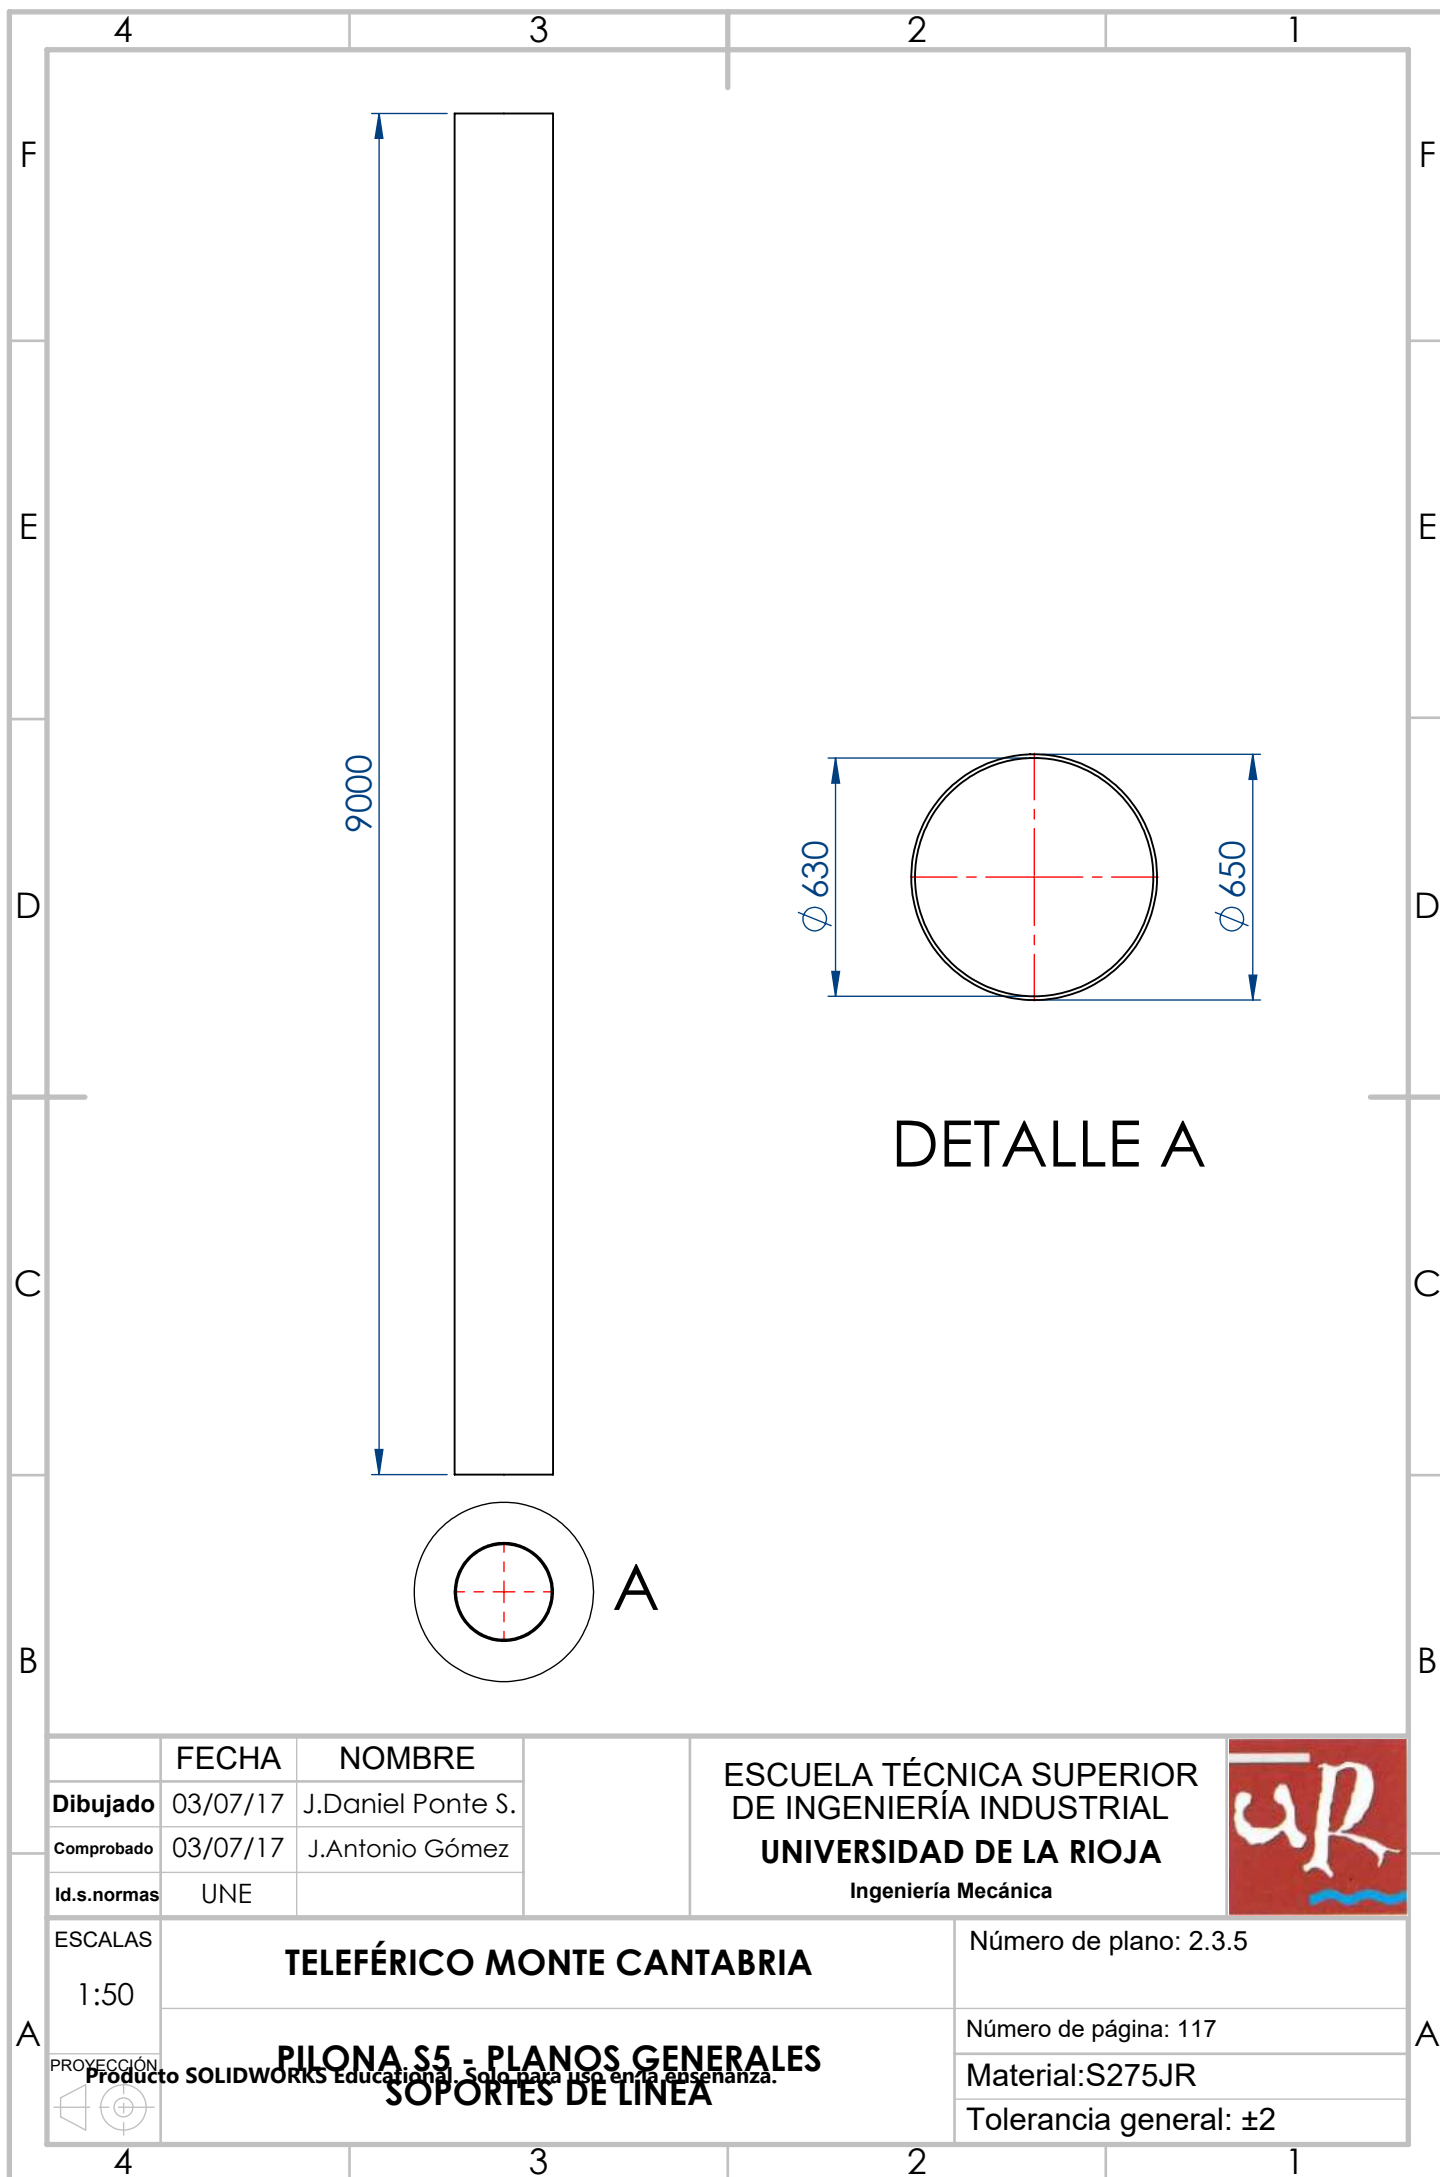 4 3 2 1
F F
E E
9000
Ø 630
Ø 650
D D
DETALLE A
C C
A
B B
FECHA NOMBRE
Dibujado 03/07/17 J.Daniel Ponte S.
Comprobado 03/07/17 J.Antonio Gómez
Id.s.normas UNE
ESCUELA TÉCNICA SUPERIOR
DE INGENIERÍA INDUSTRIAL
UNIVERSIDAD DE LA RIOJA
Ingeniería Mecánica
uR
ESCALAS
1:50
TELEFÉRICO MONTE CANTABRIA
Número de plano: 2.3.5
A A
PROYECCIÓN
PILONA S5 - PLANOS GENERALES
SOPORTES DE LÍNEA
Producto SOLIDWORKS Educational. Solo para uso en la enseñanza.
Número de página: 117
Material:S275JR
Tolerancia general: ±2
4 3 2 1